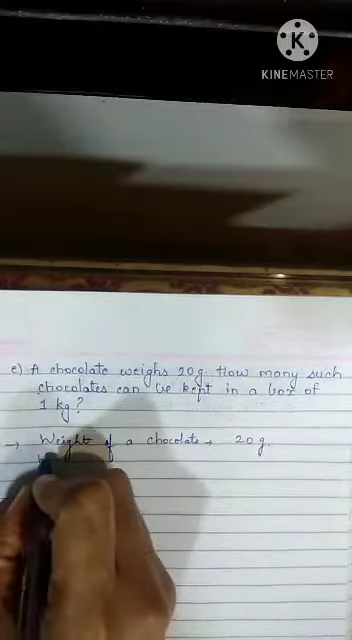 K
KINEMASTER
e) A chocolate weighs 20g. How many such
chocolates can be kept in a box of
1 kg?
→ Weight of a chocolate, 20g.